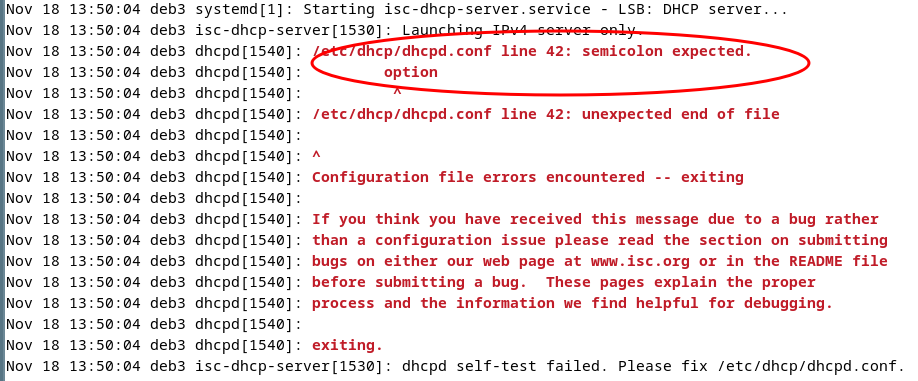 Nov 18 13:50:04 deb3 systemd[1]: Starting isc-dhcp-server.service - LSB: DHCP server...
Nov 18 13:50:04 deb3 isc-dhcp-server[1530]: Launching IPv4 server only.
Nov 18 13:50:04 deb3 dhcpd[1540]: /etc/dhcp/dhcpd.conf line 42: semicolon expected.
Nov 18 13:50:04 deb3 dhcpd[1540]:         option
Nov 18 13:50:04 deb3 dhcpd[1540]:          ^
Nov 18 13:50:04 deb3 dhcpd[1540]: /etc/dhcp/dhcpd.conf line 42: unexpected end of file
Nov 18 13:50:04 deb3 dhcpd[1540]:
Nov 18 13:50:04 deb3 dhcpd[1540]: ^
Nov 18 13:50:04 deb3 dhcpd[1540]: Configuration file errors encountered -- exiting
Nov 18 13:50:04 deb3 dhcpd[1540]:
Nov 18 13:50:04 deb3 dhcpd[1540]: If you think you have received this message due to a bug rather
Nov 18 13:50:04 deb3 dhcpd[1540]: than a configuration issue please read the section on submitting
Nov 18 13:50:04 deb3 dhcpd[1540]: bugs on either our web page at www.isc.org or in the README file
Nov 18 13:50:04 deb3 dhcpd[1540]: before submitting a bug.  These pages explain the proper
Nov 18 13:50:04 deb3 dhcpd[1540]: process and the information we find helpful for debugging.
Nov 18 13:50:04 deb3 dhcpd[1540]:
Nov 18 13:50:04 deb3 dhcpd[1540]: exiting.
Nov 18 13:50:04 deb3 isc-dhcp-server[1530]: dhcpd self-test failed. Please fix /etc/dhcp/dhcpd.conf.